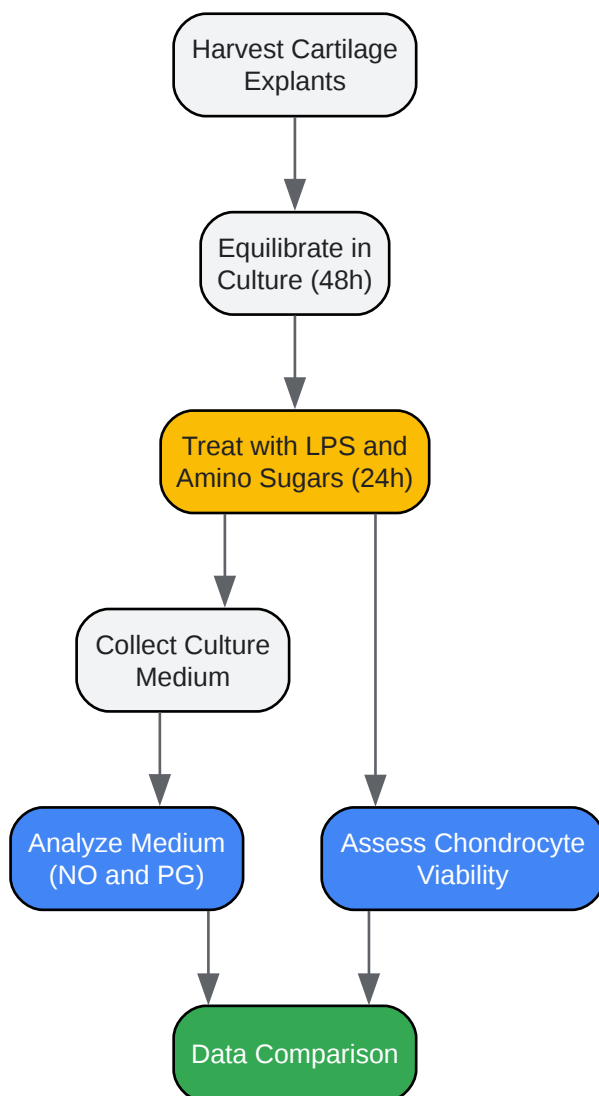 Harvest Cartilage
Explants
Equilibrate in
Culture (48h)
Treat with LPS and
Amino Sugars (24h)
Collect Culture
Medium
Analyze Medium
(NO and PG)
Assess Chondrocyte
Viability
Data Comparison